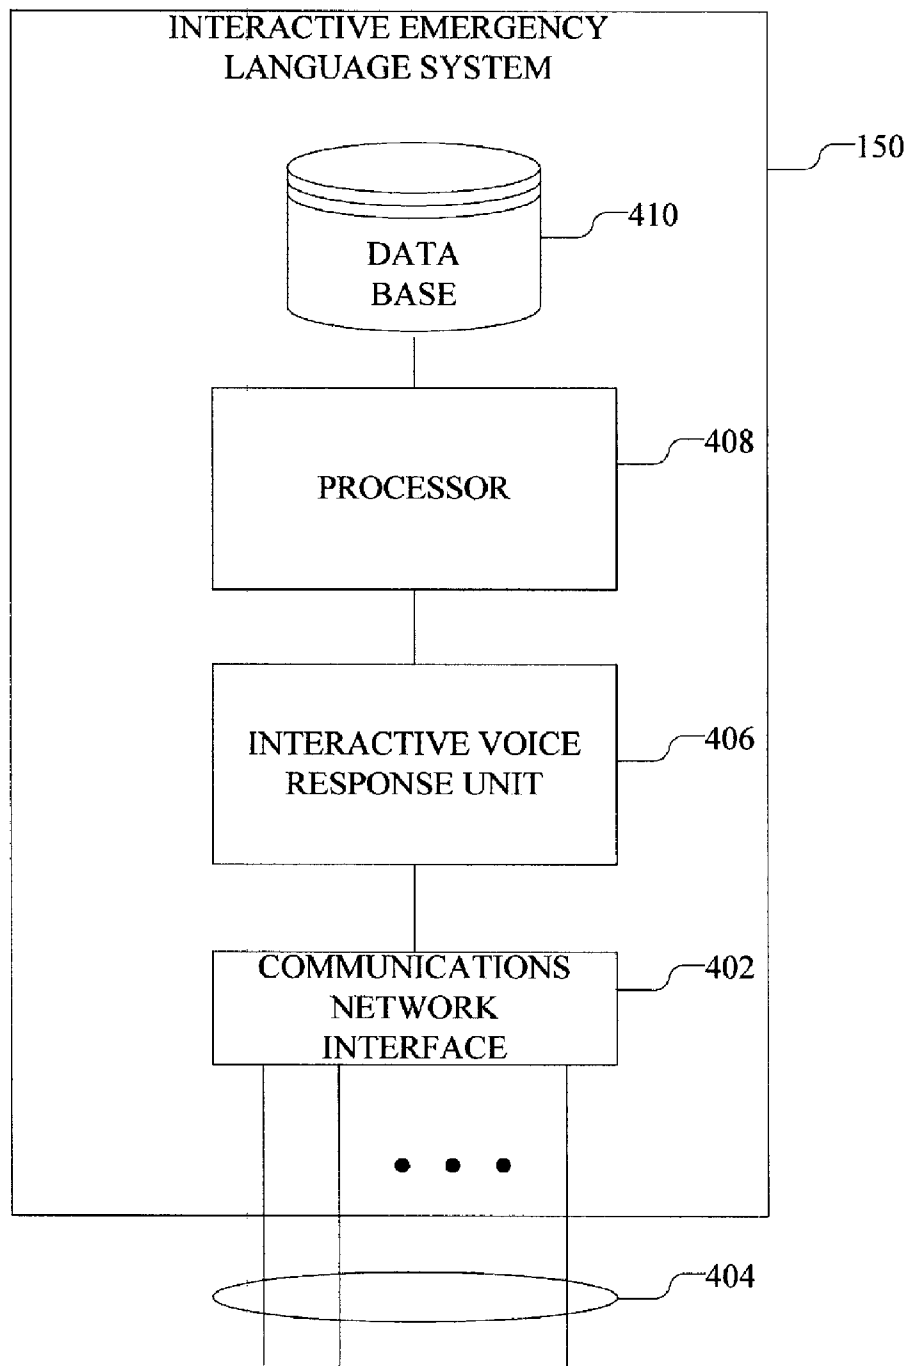 INTERACTIVE EMERGENCY
LANGUAGE SYSTEM
150
410
DATA
BASE
408
PROCESSOR
406
INTERACTIVE VOICE
RESPONSE UNIT
402
COMMUNICATIONS
NETWORK
INTERFACE
404